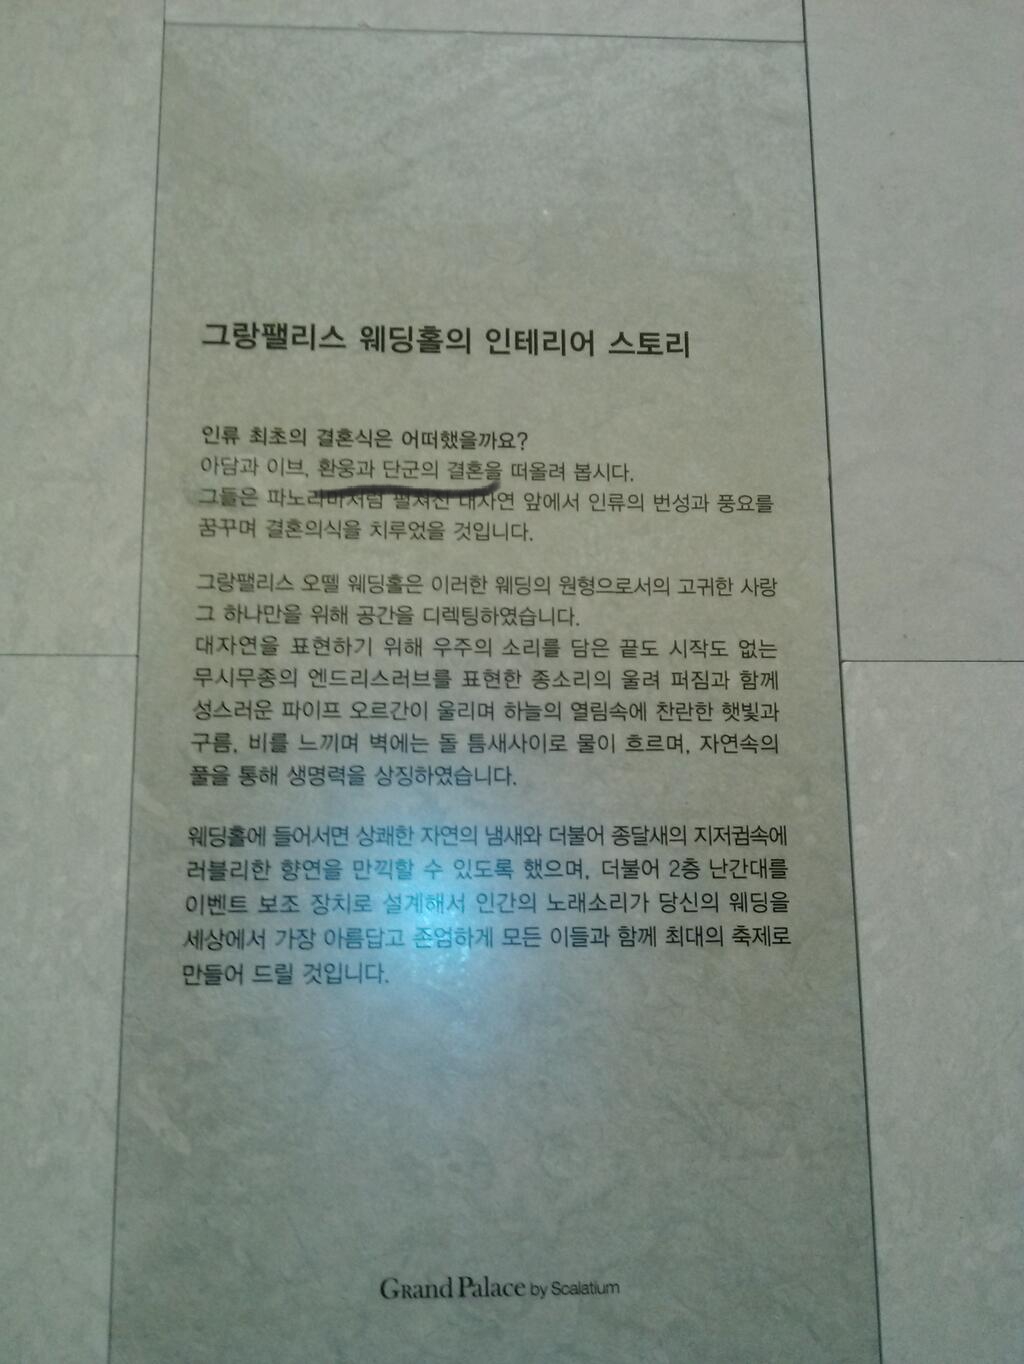 그랑팰리스 웨딩홀의 인테리어 스토리
인류 최초의 결혼식은 어떠했을까요?
아담과 이브, 환웅과 단군의 결혼을 떠올려 봅시다.
그들은 파노라마처럼 펼쳐진 대자연 앞에서 인류의 번성과 풍요를
꿈꾸며 결혼의식을 치루었을 것입니다.
그랑팰리스 오뗄 웨딩홀은 이러한 웨딩의 원형으로서의 고귀한 사랑
그 하나만을 위해 공간을 디렉팅하였습니다.
대자연을 표현하기 위해 우주의 소리를 담은 끝도 시작도 없는
무시무종의 엔드리스러브를 표현한 종소리의 울려 퍼짐과 함께
성스러운 파이프 오르간이 울리며 하늘의 열림속에 찬란한 햇빛과
구름, 비를 느끼며 벽에는 돌 틈새사이로 물이 흐르며, 자연속의
풀을 통해 생명력을 상징하였습니다.
웨딩홀에 들어서면 상쾌한 자연의 냄새와 더불어 종달새의 지저귐속에
러블리한 향연을 만끽할 수 있도록 했으며, 더불어 2층 난간대를
이벤트 보조 장치로 설계해서 인간의 노래소리가 당신의 웨딩을
세상에서 가장 아름답고 존엄하게 모든 이들과 함께 최대의 축제로
만들어 드릴 것입니다.
Grand Palace by Scalatium